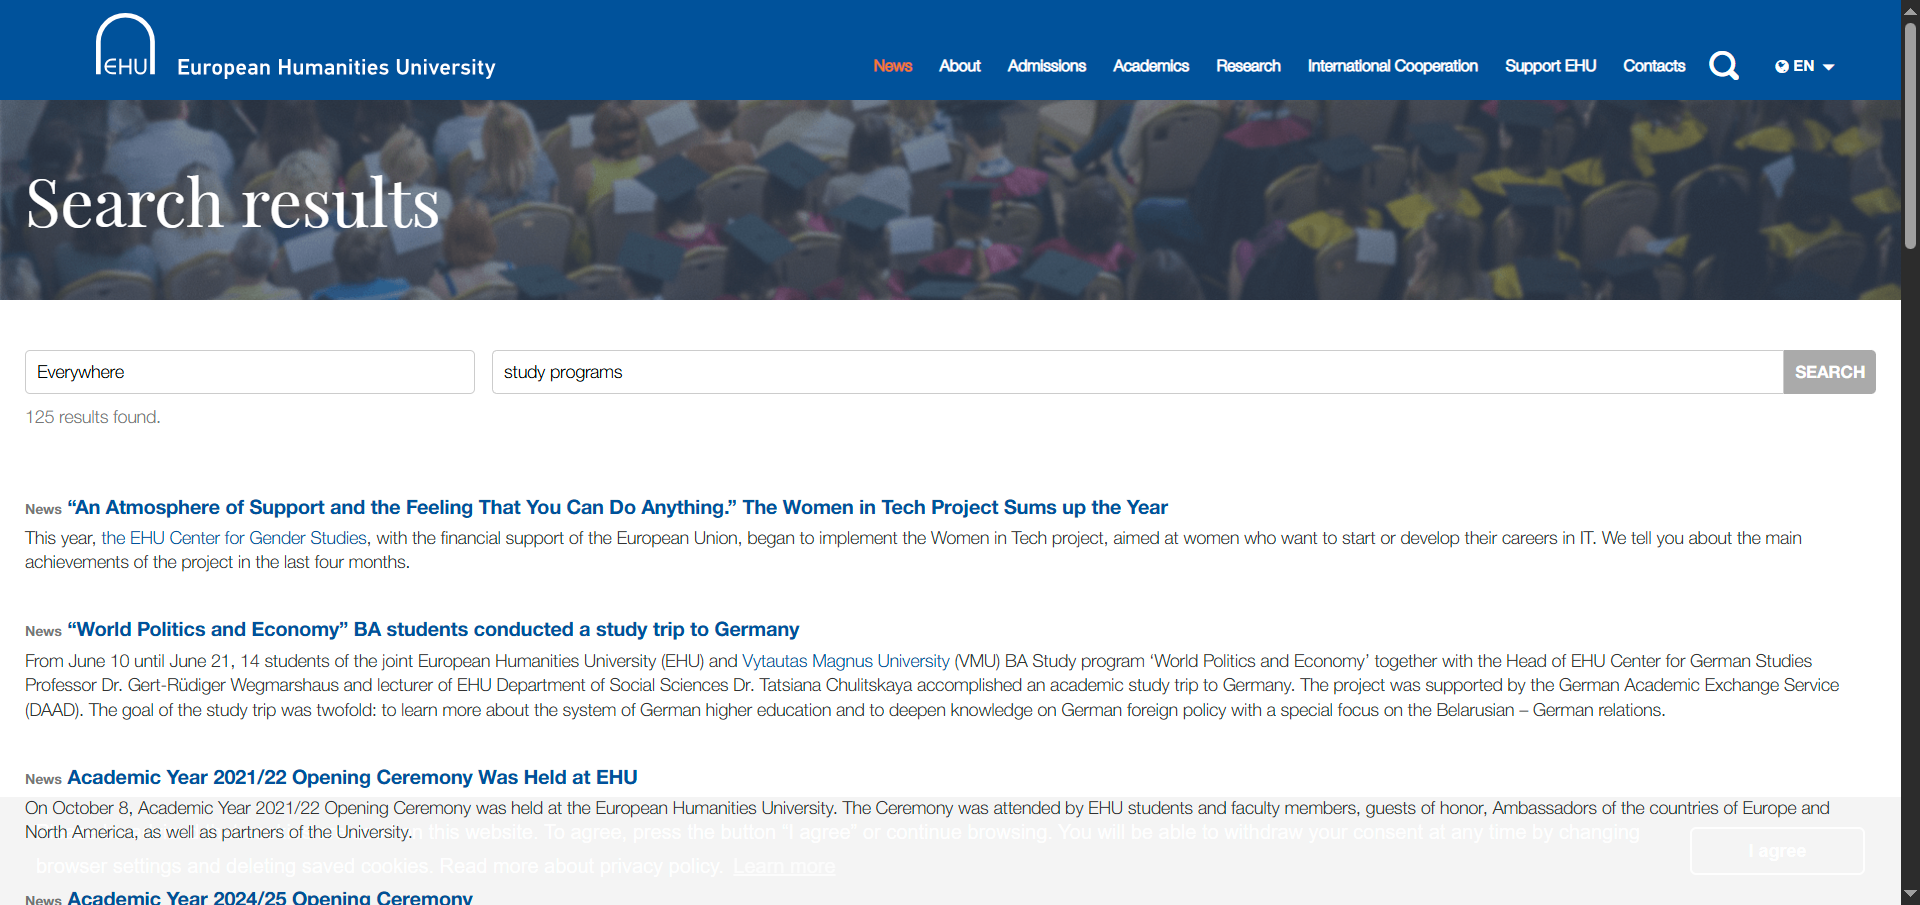 EHU
European Humanities University
News
About
Admissions
Academics
Research
International Cooperation
Support EHU
Contacts
EN
Search results
Everywhere
study programs
SEARCH
125 results found.
News “An Atmosphere of Support and the Feeling That You Can Do Anything.” The Women in Tech Project Sums up the Year
This year, the EHU Center for Gender Studies, with the financial support of the European Union, began to implement the Women in Tech project, aimed at women who want to start or develop their careers in IT. We tell you about the main
achievements of the project in the last four months.
News “World Politics and Economy” BA students conducted a study trip to Germany
From June 10 until June 21, 14 students of the joint European Humanities University (EHU) and Vytautas Magnus University (VMU) BA Study program ‘World Politics and Economy’ together with the Head of EHU Center for German Studies
Professor Dr. Gert-Rüdiger Wegmarshaus and lecturer of EHU Department of Social Sciences Dr. Tatsiana Chulitskaya accomplished an academic study trip to Germany. The project was supported by the German Academic Exchange Service
(DAAD). The goal of the study trip was twofold: to learn more about the system of German higher education and to deepen knowledge on German foreign policy with a special focus on the Belarusian – German relations.
News Academic Year 2021/22 Opening Ceremony Was Held at EHU
On October 8, Academic Year 2021/22 Opening Ceremony was held at the European Humanities University. The Ceremony was attended by EHU students and faculty members, guests of honor, Ambassadors of the countries of Europe and
North America, as well as partners of the University.
this website. To agree, press the button "I agree" or continue browsing. You will be able to withdraw your consent at any time by changing
browser settings and deleting saved cookies. Read more about privacy policy. Learn more
I agree
News Academic Year 2024/25 Opening Ceremony